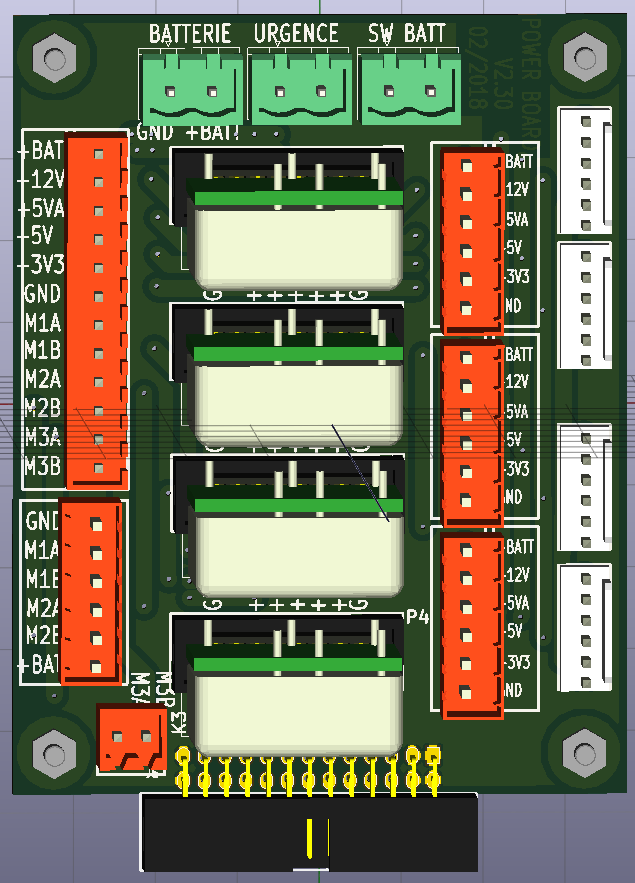 BATTERIE URGENCE SW BATT
POWER BOARD
V2.30
02/2018
GND +BATT
+BAT
+12V
+5VA
+5V
+3V3
GND
M1A
M1B
M2A
M2B
M3A
M3B
GND
M1A
M1B
M2A
M2B
+BAT
M3A
M3B
K3
G +++++G
G +++++G
BATT
12V
5VA
5V
3V3
ND
BATT
12V
5VA
5V
3V3
ND
P4
BATT
12V
5VA
5V
3V3
ND